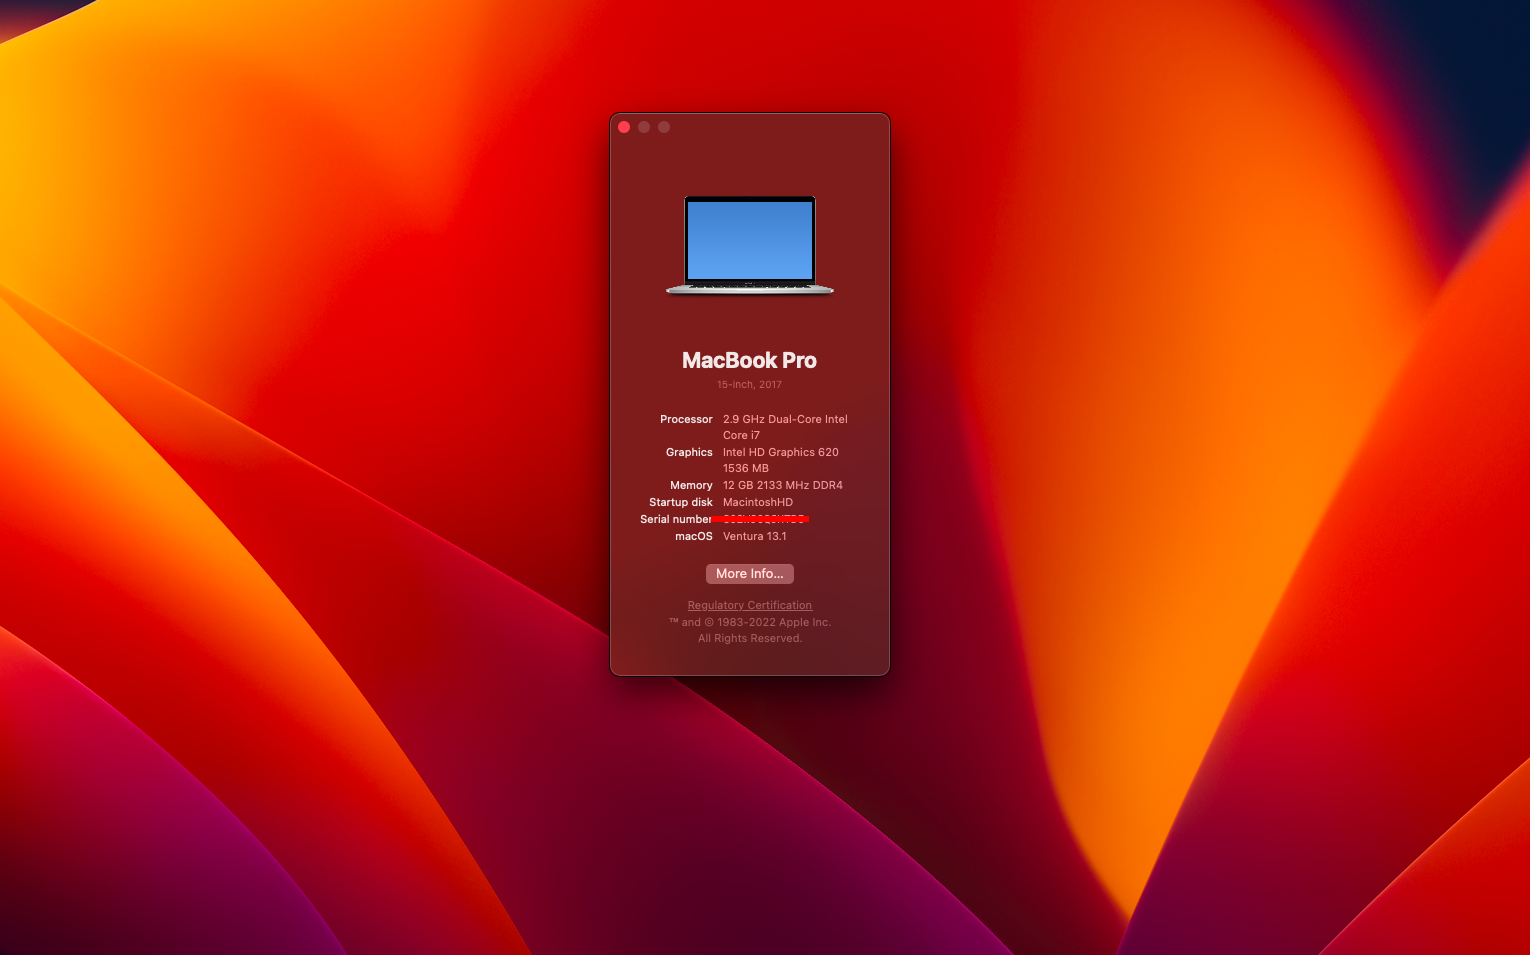 MacBook Pro
15-inch, 2017
Processor 2.9 GHz Dual-Core Intel
Core i7
Graphics Intel HD Graphics 620
1536 MB
Memory 12 GB 2133 MHz DDR4
Startup disk MacintoshHD
Serial number
macOS Ventura 13.1
More Info...
Regulatory Certification
™ and © 1983-2022 Apple Inc.
All Rights Reserved.